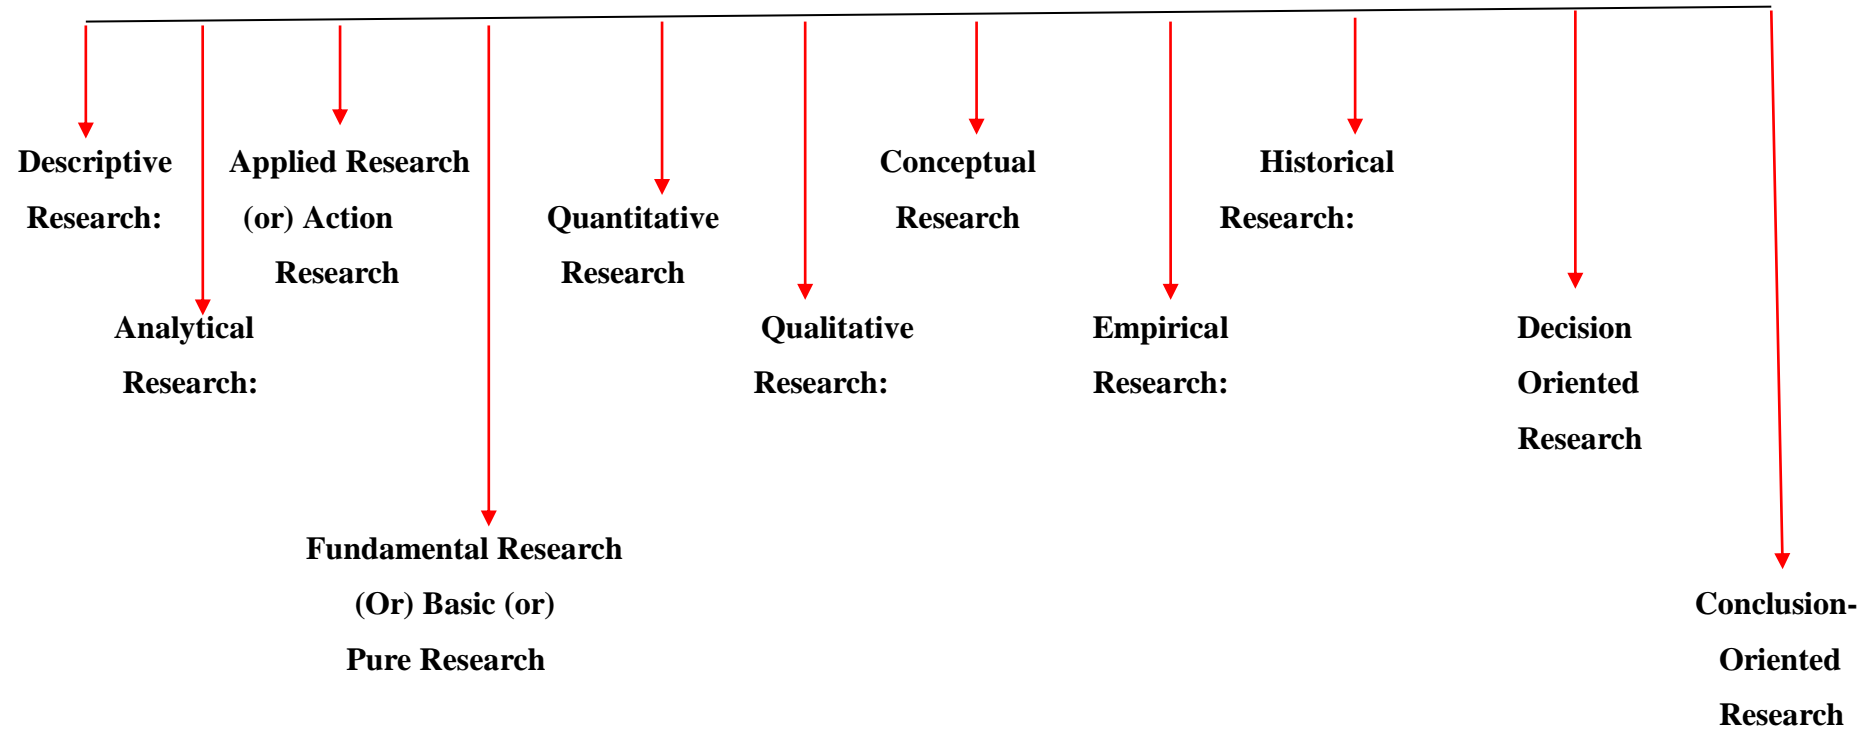 Descriptive Applied Research Conceptual Historical
Research: (or) Action Quantitative Research Research:
Research Research
Analytical Qualitative Empirical Decision
Research: Research: Research: Oriented
Research
Fundamental Research
(Or) Basic (or) Conclusion-
Pure Research Oriented
Research